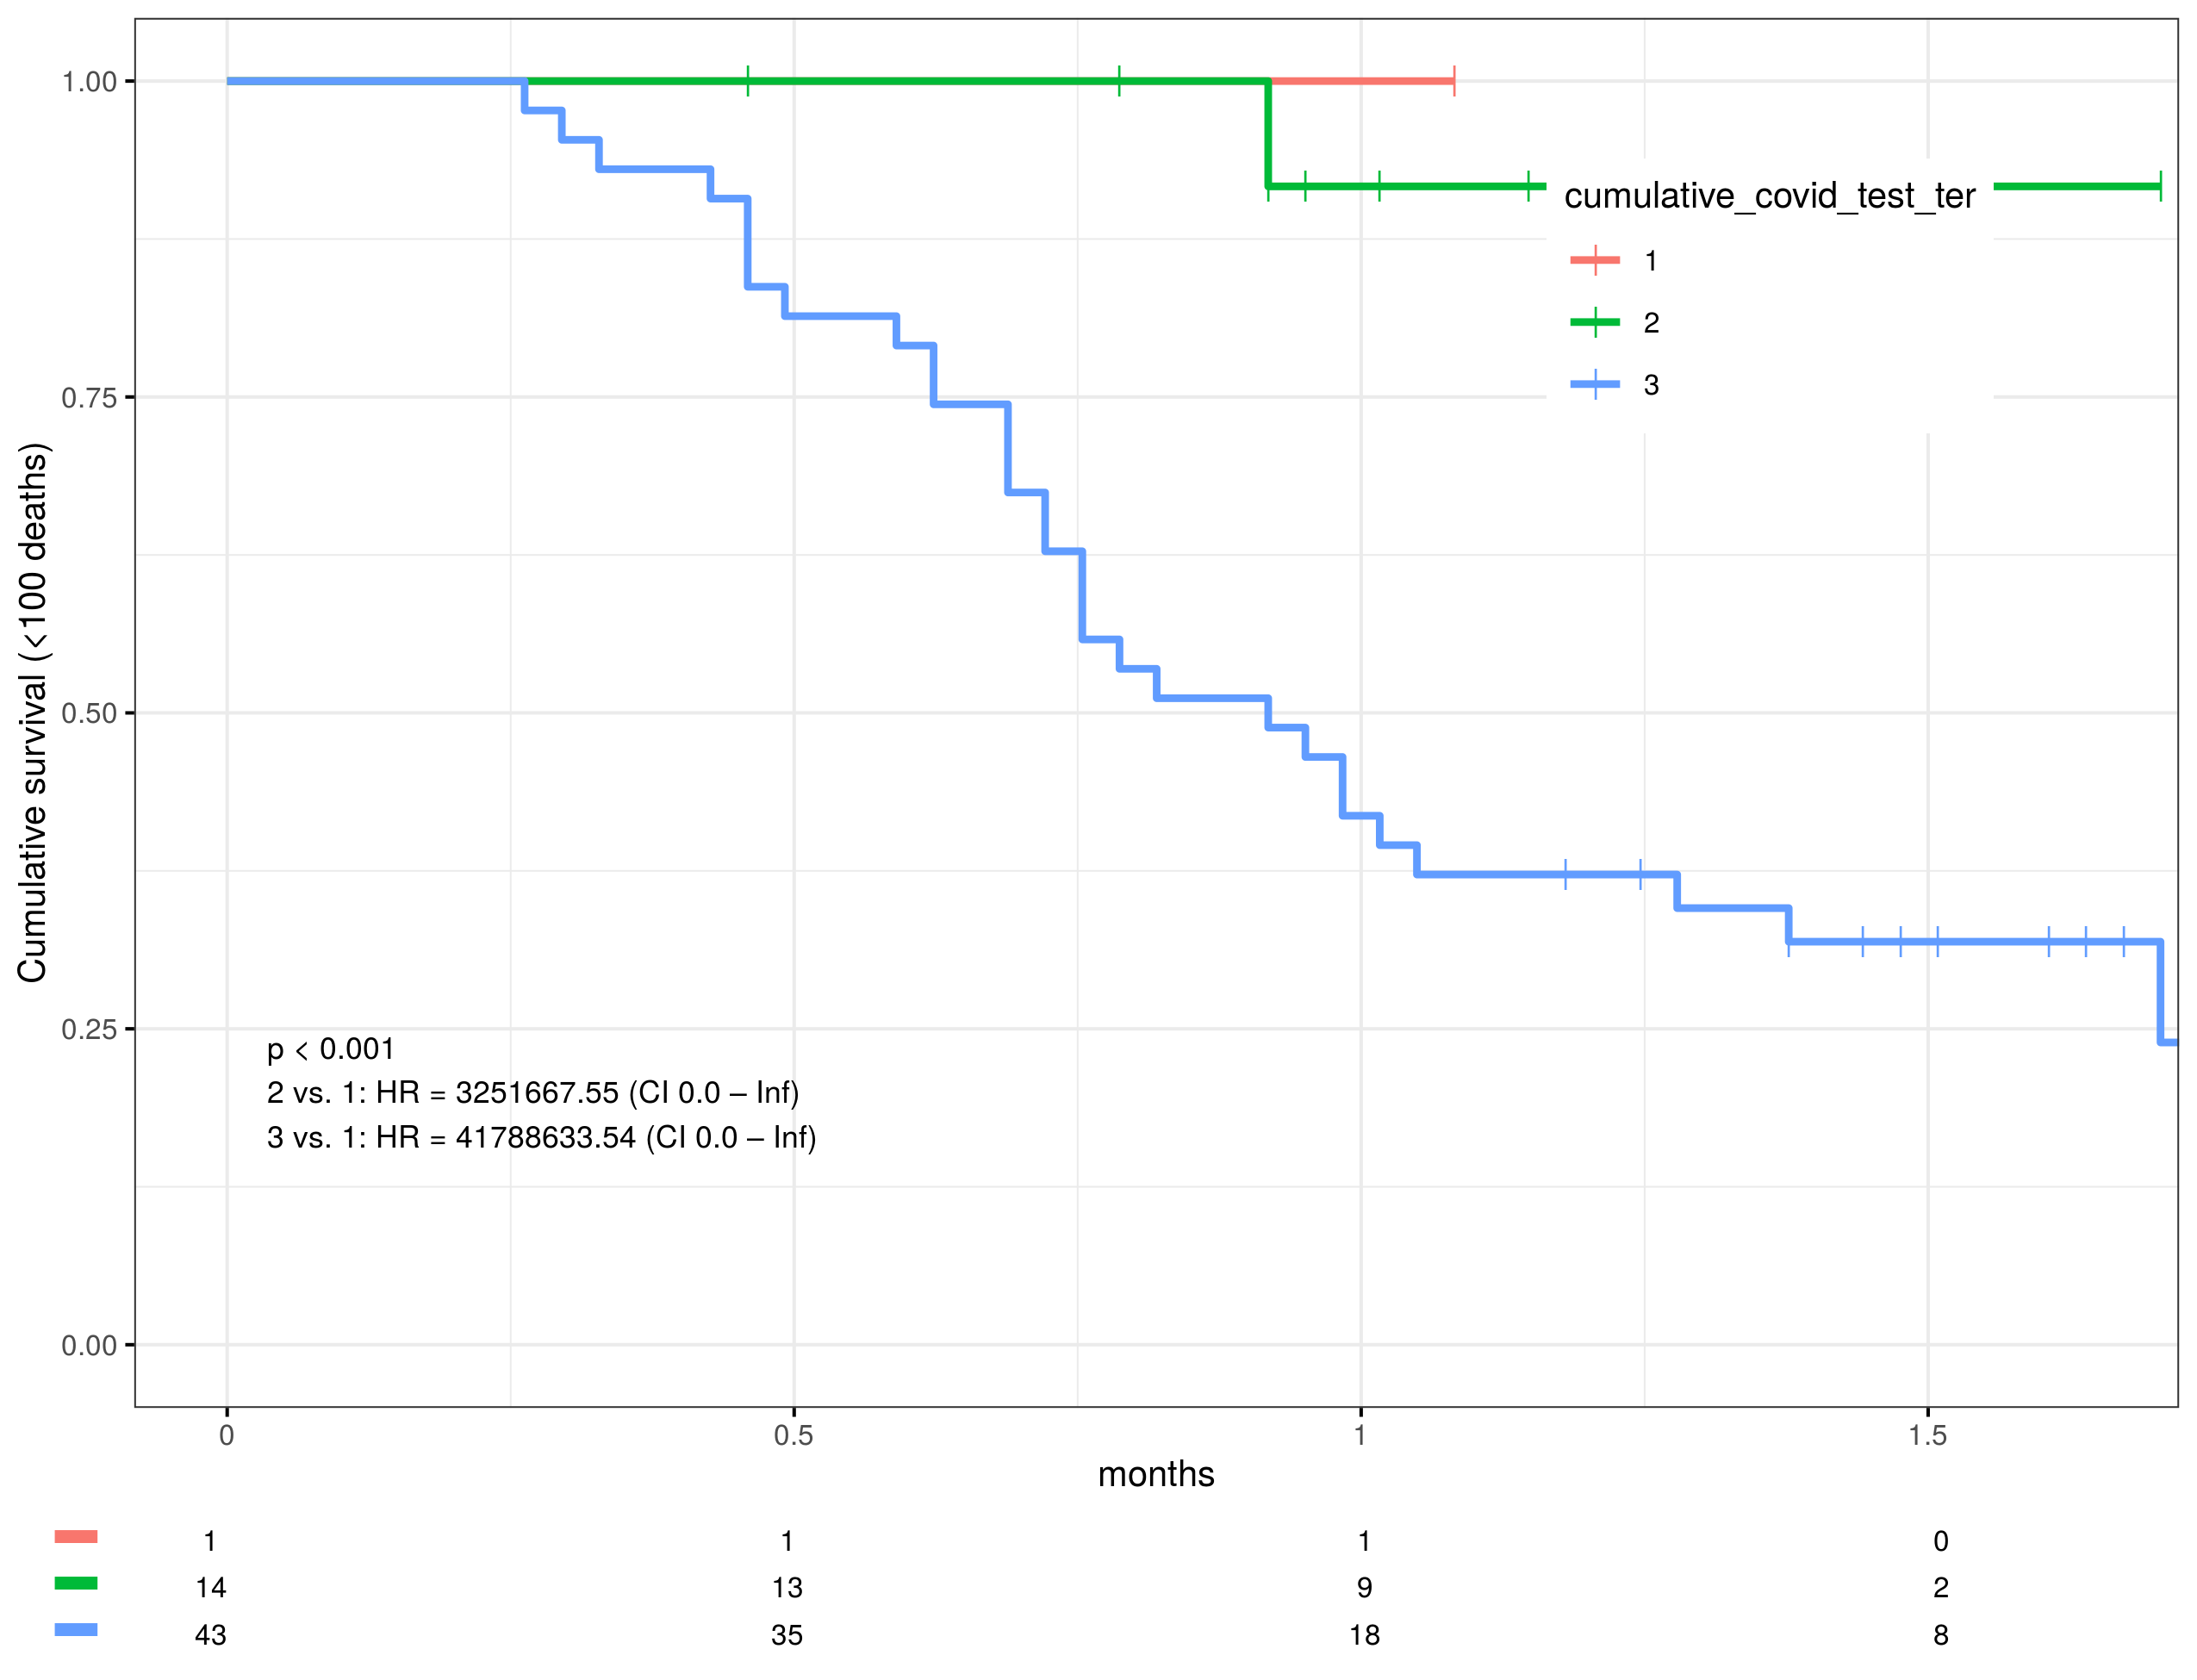 1.00
0.75
0.50
0.25
0.00
Cumulative survival (<100 deaths)
cumulative_covid_test_ter
1
2
3
p < 0.001
2 vs. 1: HR = 3251667.55 (CI 0.0 – Inf)
3 vs. 1: HR = 41788633.54 (CI 0.0 – Inf)
0 0.5 1 1.5
months
1 1 1 0
14 13 9 2
43 35 18 8